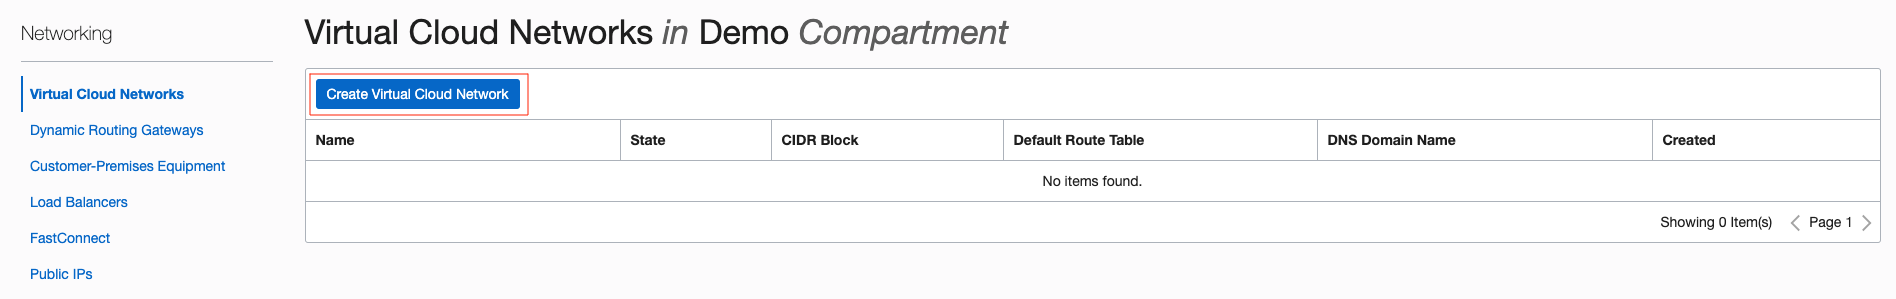 Networking
Virtual Cloud Networks
Dynamic Routing Gateways
Customer-Premises Equipment
Load Balancers
FastConnect
Public IPs
Virtual Cloud Networks in Demo Compartment
Create Virtual Cloud Network
Name State CIDR Block Default Route Table DNS Domain Name Created
No items found.
Showing 0 Item(s) Page 1